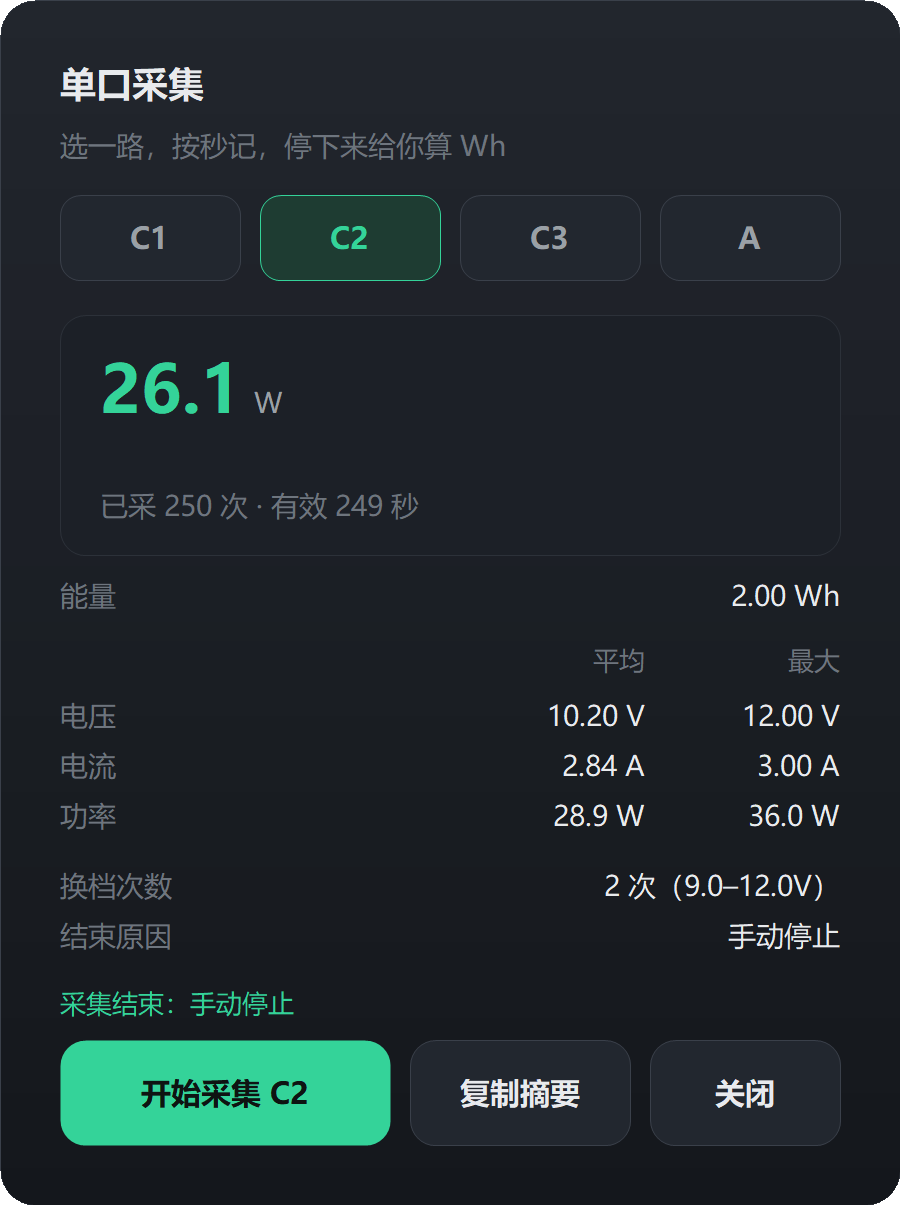 单口采集
选一路，按秒记，停下来给你算 Wh
C1 C2 C3 A
26.1 W
已采 250 次 · 有效 249 秒
能量 2.00 Wh
平均 最大
电压 10.20 V 12.00 V
电流 2.84 A 3.00 A
功率 28.9 W 36.0 W
换档次数 2 次（9.0–12.0V）
结束原因 手动停止
采集结束：手动停止
开始采集 C2 复制摘要 关闭